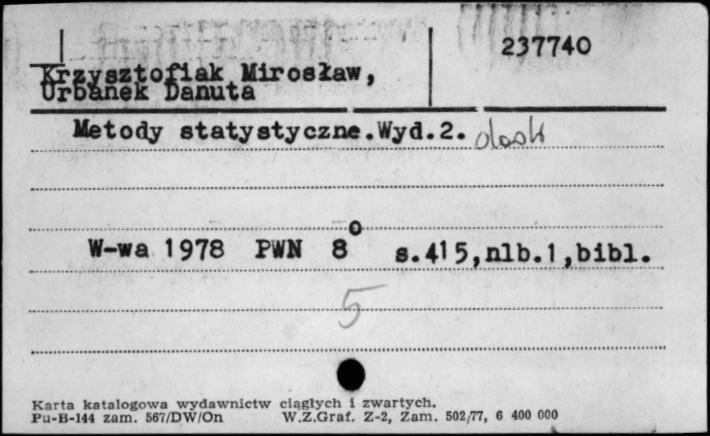 237740
Krzysztofiak Mirosław,
Urbanek Danuta
Metody statystyczne.Wyd.2.
W-wa 1978 PWN 8° s.415,nlb.1,bibl.
5
Karta katalogowa wydawnictw ciągłych i zwartych.
Pu-B-144 zam. 567/DW/On W.Z.Graf. Z-2, Zam. 502/77, 6 400 000